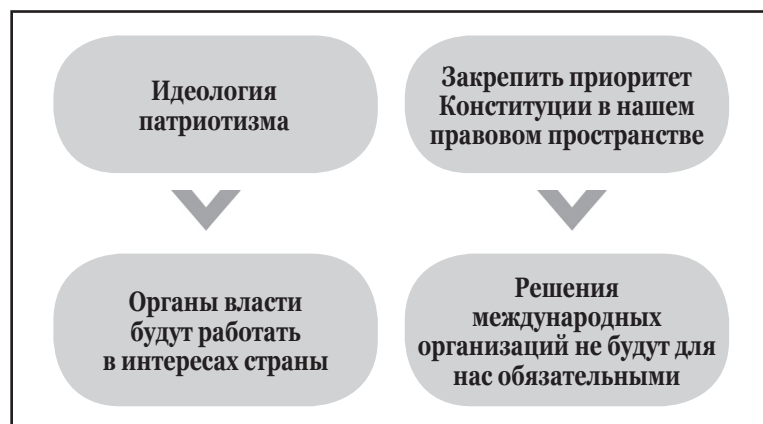 Идеология
патриотизма
Закрепить приоритет
Конституции в нашем
правовом пространстве
Органы власти
будут работать
в интересах страны
Решения
международных
организаций не будут для
нас обязательными